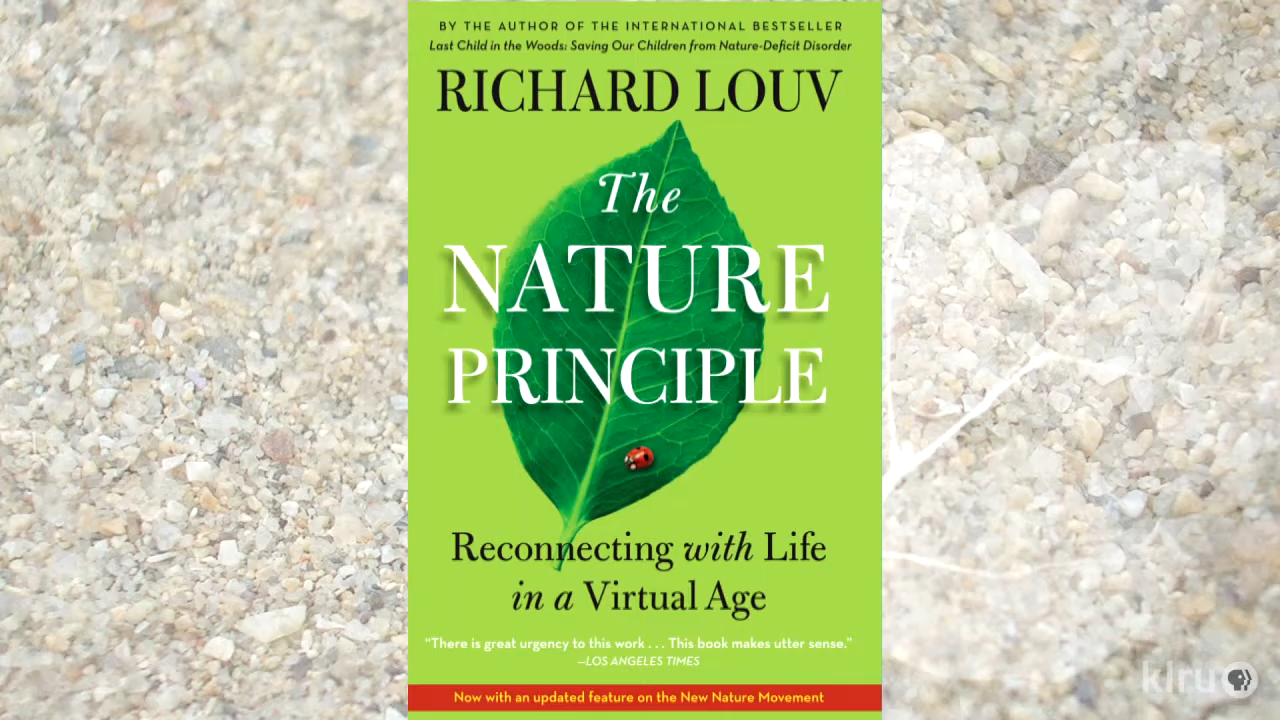 BY THE AUTHOR OF THE INTERNATIONAL BESTSELLER
Last Child in the Woods: Saving Our Children from Nature-Deficit Disorder
RICHARD LOUV
The
NATURE
PRINCIPLE
Reconnecting with Life
in a Virtual Age
“There is great urgency to this work . . . This book makes utter sense.”
—LOS ANGELES TIMES
Now with an updated feature on the New Nature Movement
klru